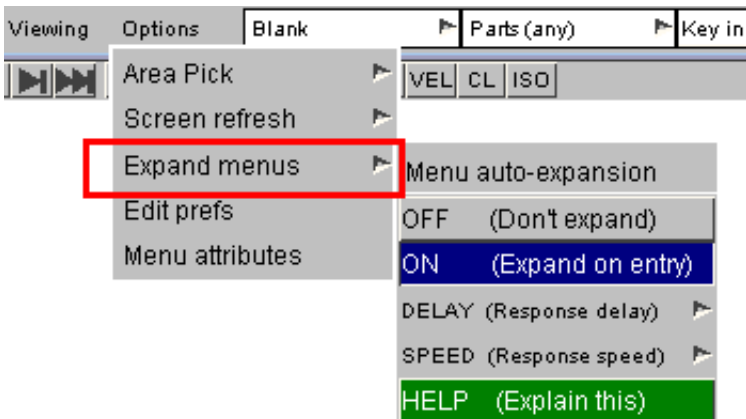 Viewing Options Blank Parts (any) Key in
Area Pick VEL CL ISO
Screen refresh
Expand menus Menu auto-expansion
Edit prefs OFF (Don't expand)
Menu attributes ON (Expand on entry)
DELAY (Response delay)
SPEED (Response speed)
HELP (Explain this)